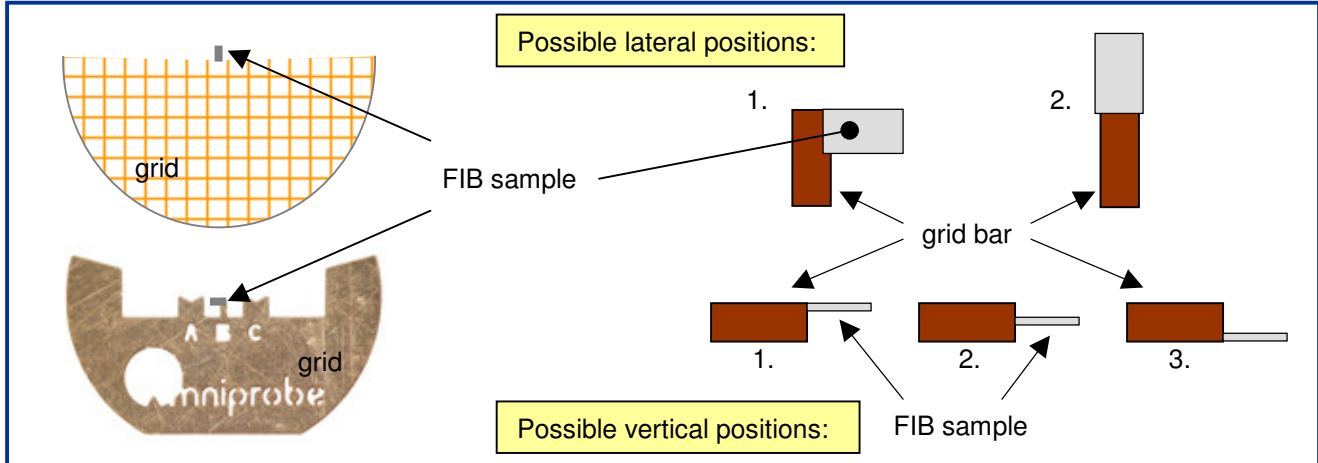 Possible lateral positions:
1.
2.
grid
FIB sample
grid bar
A B C
grid
mniprobe
1.
2.
3.
FIB sample
Possible vertical positions: